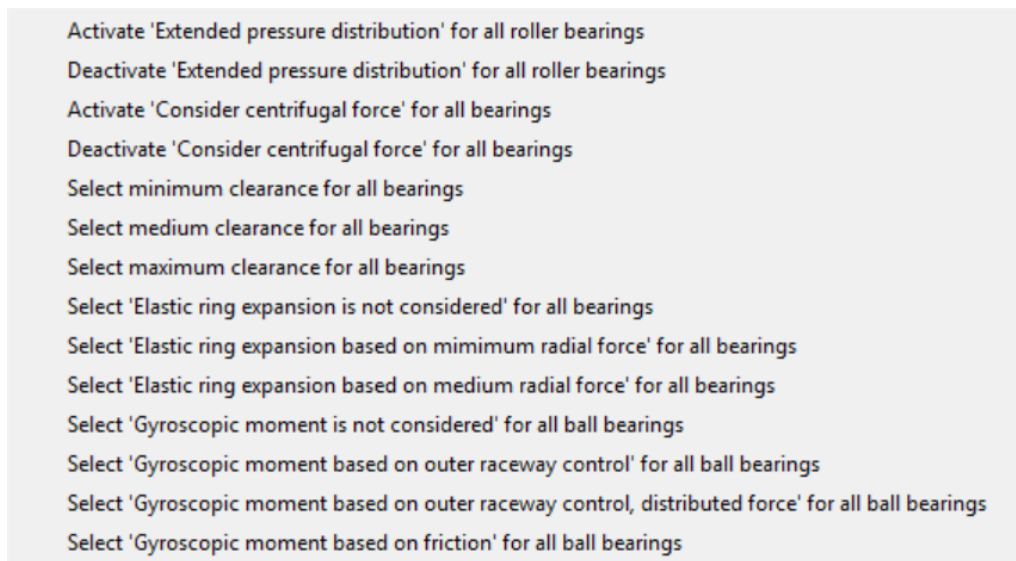 Activate 'Extended pressure distribution' for all roller bearings
Deactivate 'Extended pressure distribution' for all roller bearings
Activate 'Consider centrifugal force' for all bearings
Deactivate 'Consider centrifugal force' for all bearings
Select minimum clearance for all bearings
Select medium clearance for all bearings
Select maximum clearance for all bearings
Select 'Elastic ring expansion is not considered' for all bearings
Select 'Elastic ring expansion based on mimimum radial force' for all bearings
Select 'Elastic ring expansion based on medium radial force' for all bearings
Select 'Gyroscopic moment is not considered' for all ball bearings
Select 'Gyroscopic moment based on outer raceway control' for all ball bearings
Select 'Gyroscopic moment based on outer raceway control, distributed force' for all ball bearings
Select 'Gyroscopic moment based on friction' for all ball bearings